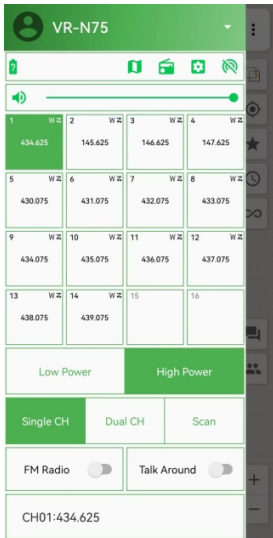 VR-N75
1 W Z 2 W Z 3 W Z 4 W Z
434.625 145.625 146.625 147.625
5 W Z 6 W Z 7 W Z 8 W Z
430.075 431.075 432.075 433.075
9 W Z 10 W Z 11 W Z 12 W Z
434.075 435.075 436.075 437.075
13 W Z 14 W Z 15 16
438.075 439.075
Low Power High Power
Single CH Dual CH Scan
FM Radio Talk Around
CH01:434.625